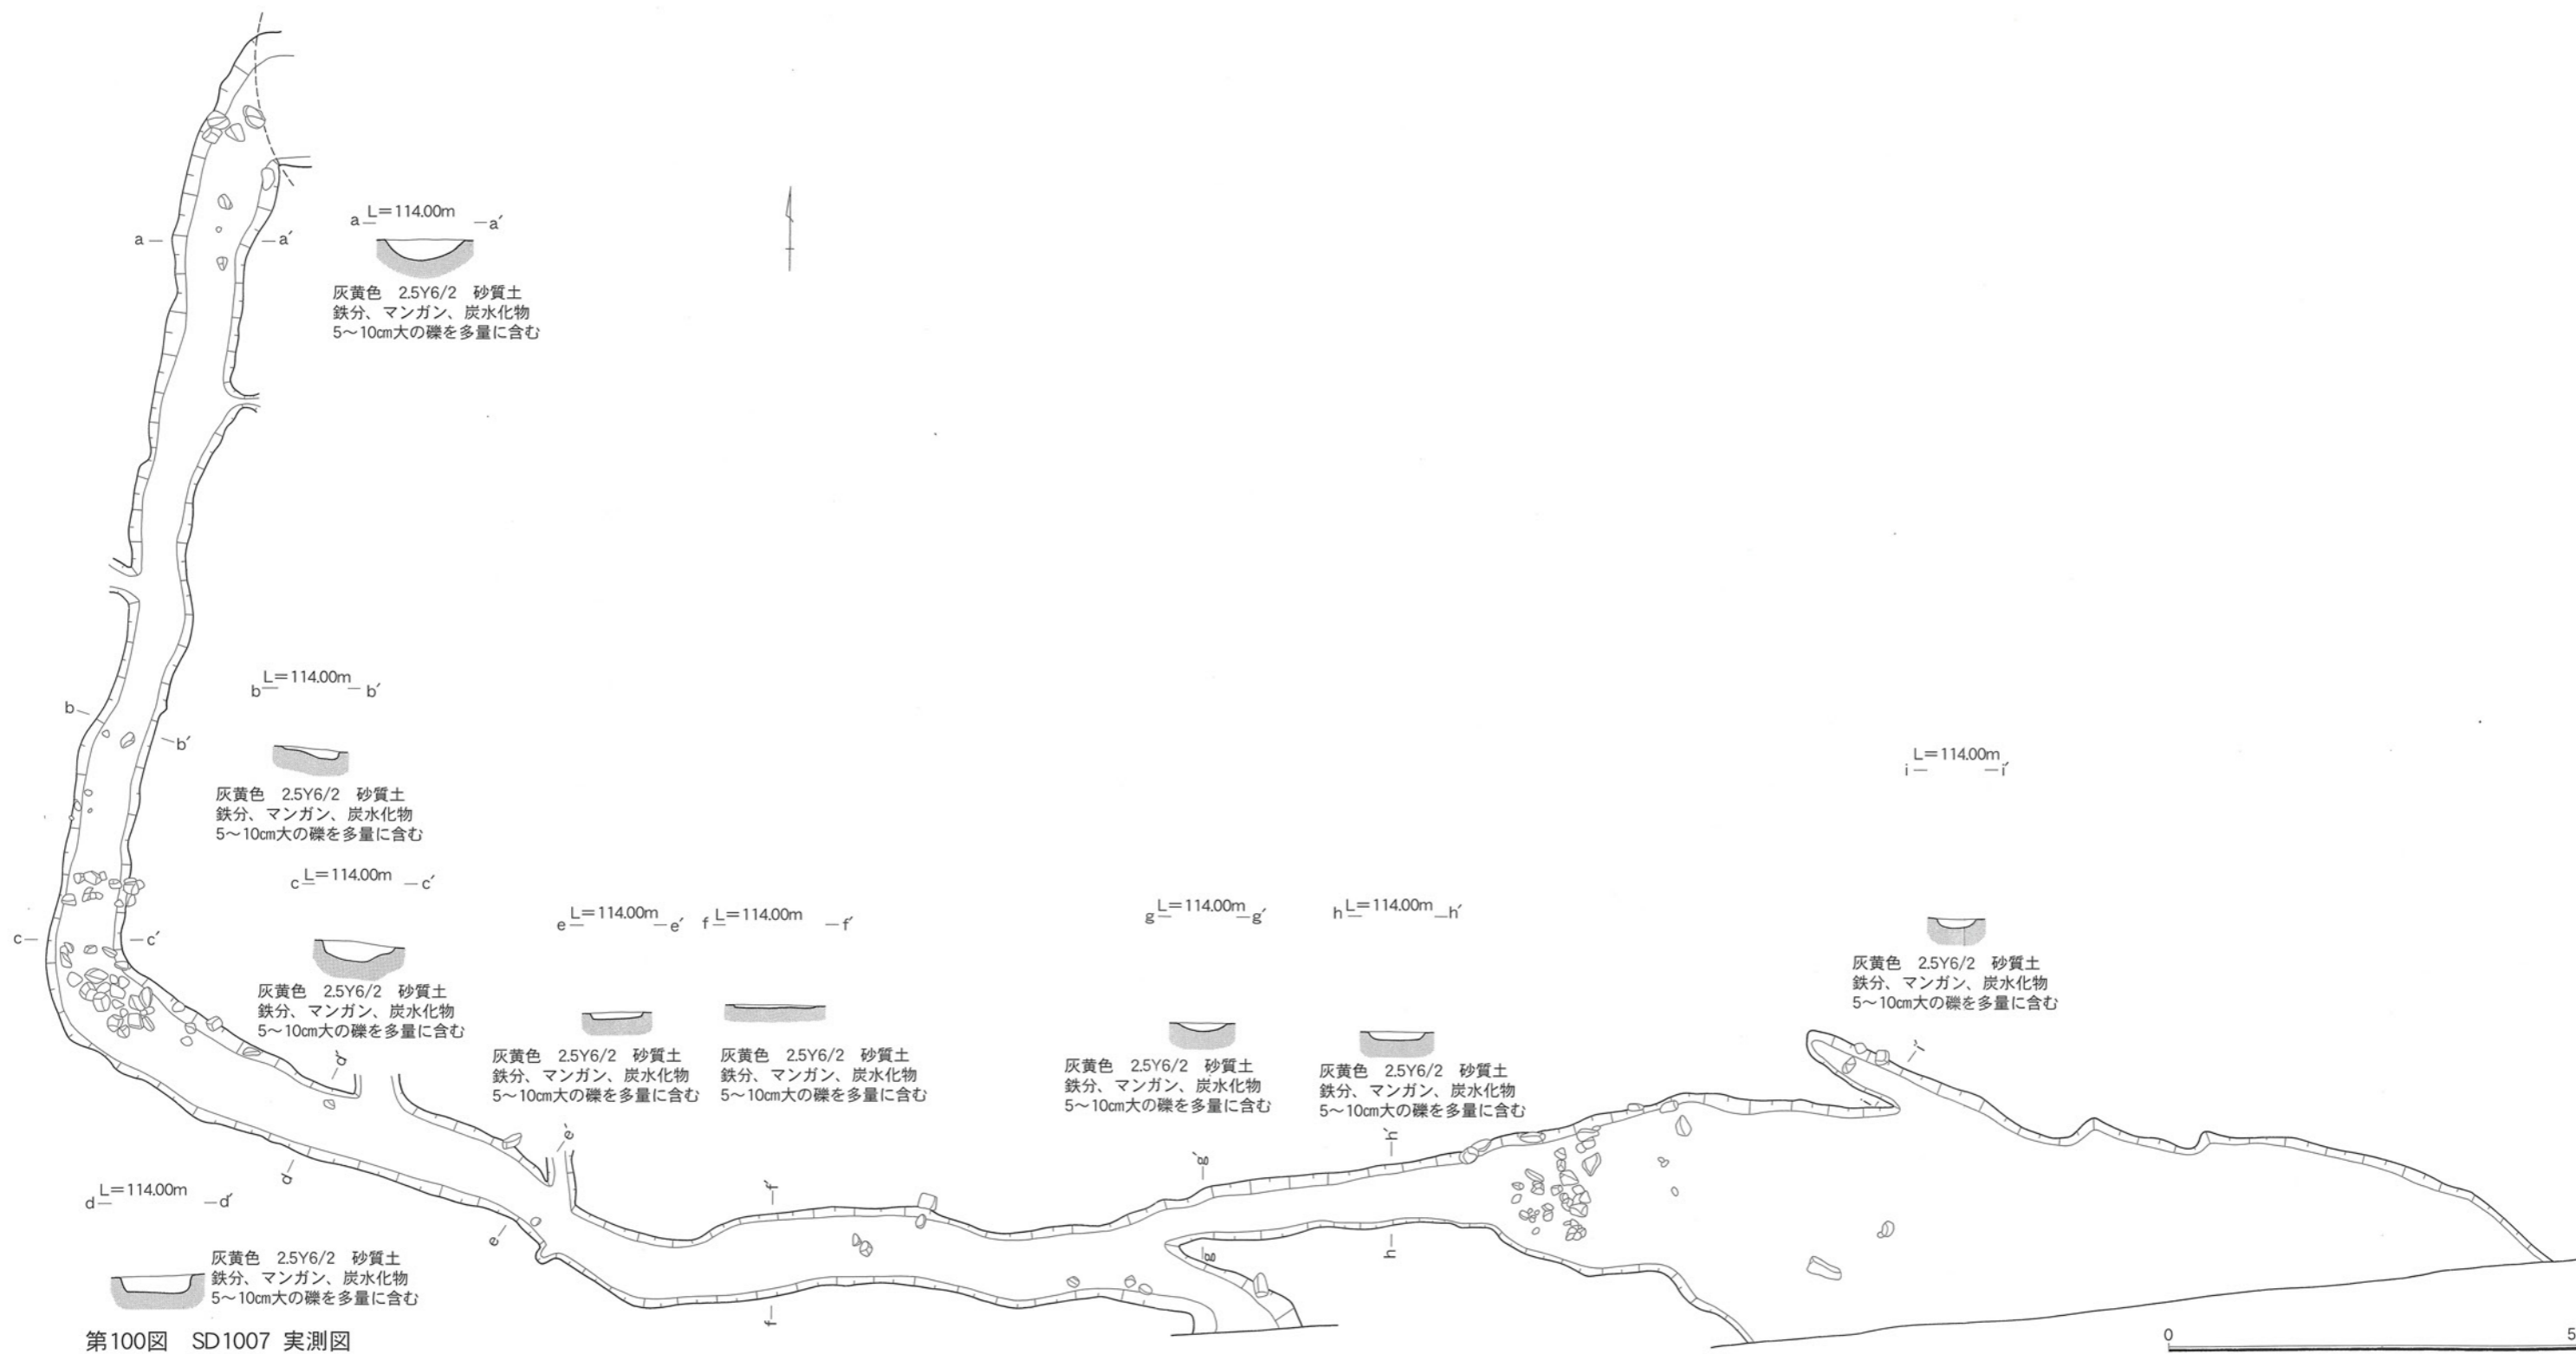 a L=114.00m a′
a a′
灰黄色 2.5Y6/2 砂質土
鉄分、マンガン、炭水化物
5〜10㎝大の礫を多量に含む
b L=114.00m b′
b b′
灰黄色 2.5Y6/2 砂質土
鉄分、マンガン、炭水化物
5〜10㎝大の礫を多量に含む
c L=114.00m c′
c c′
灰黄色 2.5Y6/2 砂質土
鉄分、マンガン、炭水化物
5〜10㎝大の礫を多量に含む
d d′
d L=114.00m d′
灰黄色 2.5Y6/2 砂質土
鉄分、マンガン、炭水化物
5〜10㎝大の礫を多量に含む
e L=114.00m e′
灰黄色 2.5Y6/2 砂質土
鉄分、マンガン、炭水化物
5〜10㎝大の礫を多量に含む
e e′
f L=114.00m f′
灰黄色 2.5Y6/2 砂質土
鉄分、マンガン、炭水化物
5〜10㎝大の礫を多量に含む
f f′
g L=114.00m g′
灰黄色 2.5Y6/2 砂質土
鉄分、マンガン、炭水化物
5〜10㎝大の礫を多量に含む
g g′
h L=114.00m h′
灰黄色 2.5Y6/2 砂質土
鉄分、マンガン、炭水化物
5〜10㎝大の礫を多量に含む
h h′
i L=114.00m i′
灰黄色 2.5Y6/2 砂質土
鉄分、マンガン、炭水化物
5〜10㎝大の礫を多量に含む
i i′
第100図 SD1007 実測図
0 5